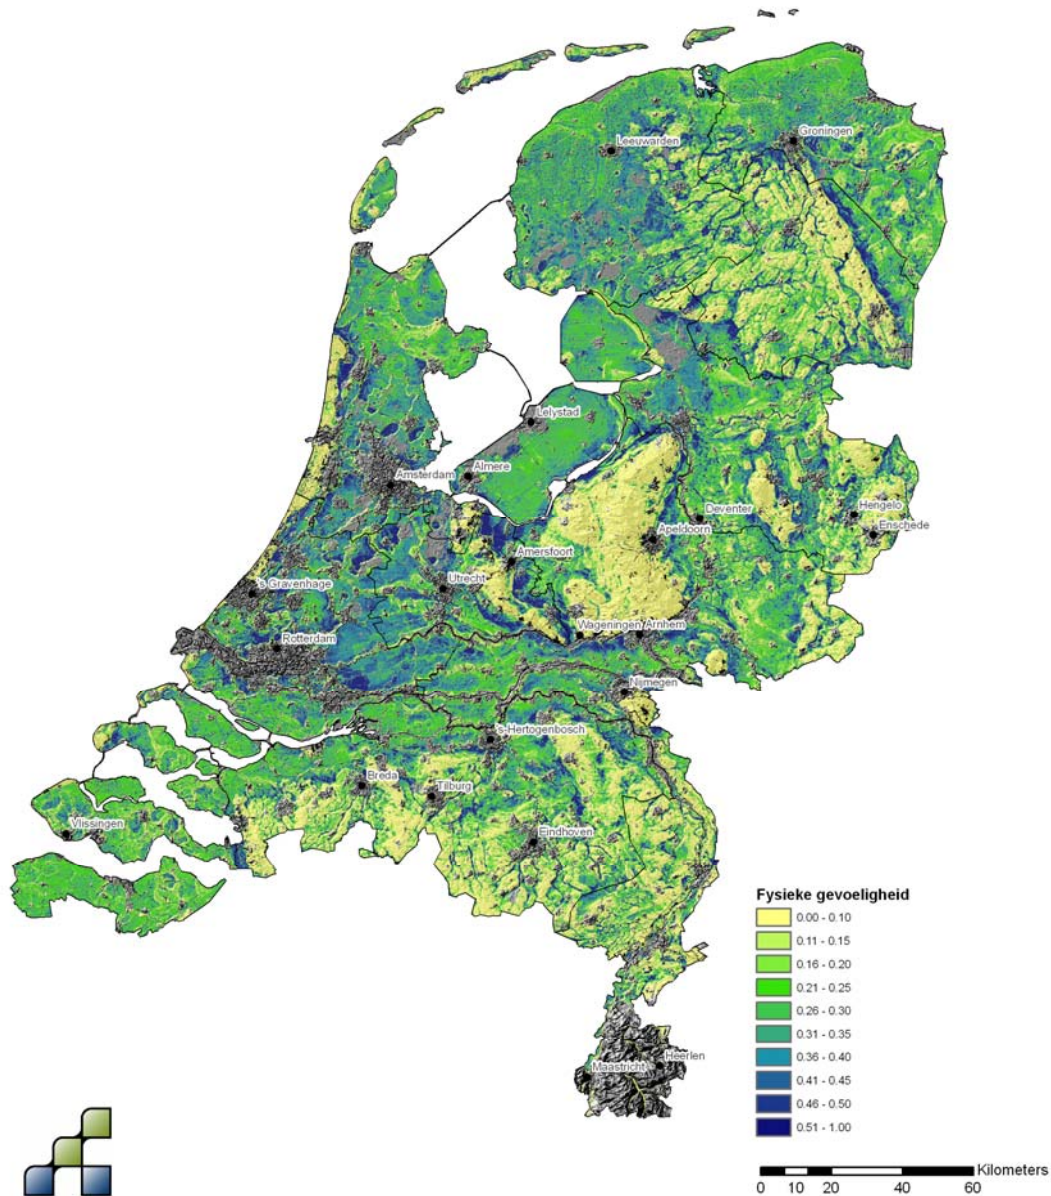 Leeuwarden
Groningen
Lelystad
Amsterdam
Almere
Deventer
Hengelo
Enschede
Apeldoorn
Amersfoort
's Gravenhage
Utrecht
Wageningen
Arnhem
Rotterdam
Nijmegen
's-Hertogenbosch
Breda
Tilburg
Vlissingen
Eindhoven
Heerlen
Maastricht
Fysieke gevoeligheid
0.00 - 0.10
0.11 - 0.15
0.16 - 0.20
0.21 - 0.25
0.26 - 0.30
0.31 - 0.35
0.36 - 0.40
0.41 - 0.45
0.46 - 0.50
0.51 - 1.00
Kilometers
0 10 20 40 60